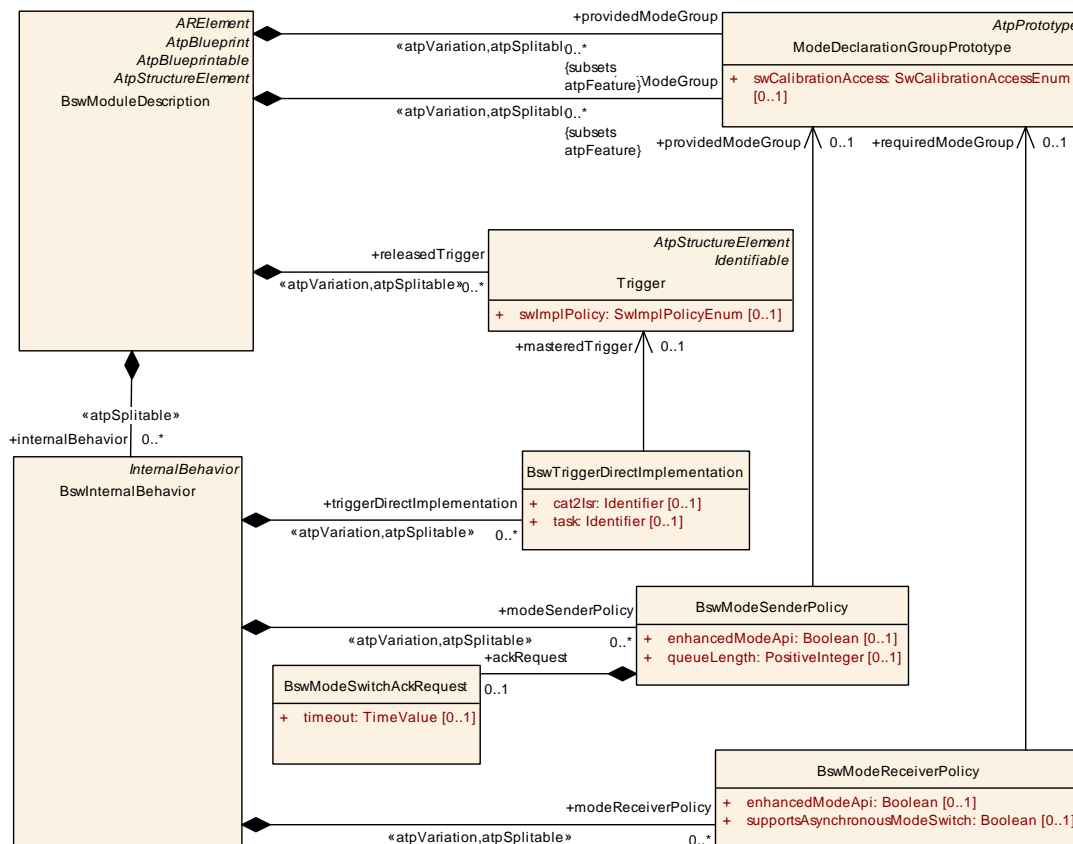 ARElement
AtpBlueprint
AtpBlueprintable
AtpStructureElement
BswModuleDescription
+providedModeGroup
«atpVariation,atpSplitabl
0..*
{subsets
atpFeature}
AtpPrototype
ModeDeclarationGroupPrototype
+ swCalibrationAccess: SwCalibrationAccessEnum
[0..1]
ModeGroup
«atpVariation,atpSplitabl
0..*
{subsets
atpFeature}
+providedModeGroup
0..1
+requiredModeGroup
0..1
+releasedTrigger
«atpVariation,atpSplitable»
0..*
AtpStructureElement
Identifiable
Trigger
+ swImplPolicy: SwImplPolicyEnum [0..1]
+masteredTrigger
0..1
«atpSplitable»
+internalBehavior
0..*
InternalBehavior
BswInternalBehavior
+triggerDirectImplementation
«atpVariation,atpSplitable»
0..*
BswTriggerDirectImplementation
+ cat2Isr: Identifier [0..1]
+ task: Identifier [0..1]
+modeSenderPolicy
«atpVariation,atpSplitable»
0..*
BswModeSenderPolicy
+ enhancedModeApi: Boolean [0..1]
+ queueLength: PositiveInteger [0..1]
+ackRequest
0..1
BswModeSwitchAckRequest
+ timeout: TimeValue [0..1]
+modeReceiverPolicy
«atpVariation,atpSplitable»
0..*
BswModeReceiverPolicy
+ enhancedModeApi: Boolean [0..1]
+ supportsAsynchronousModeSwitch: Boolean [0..1]